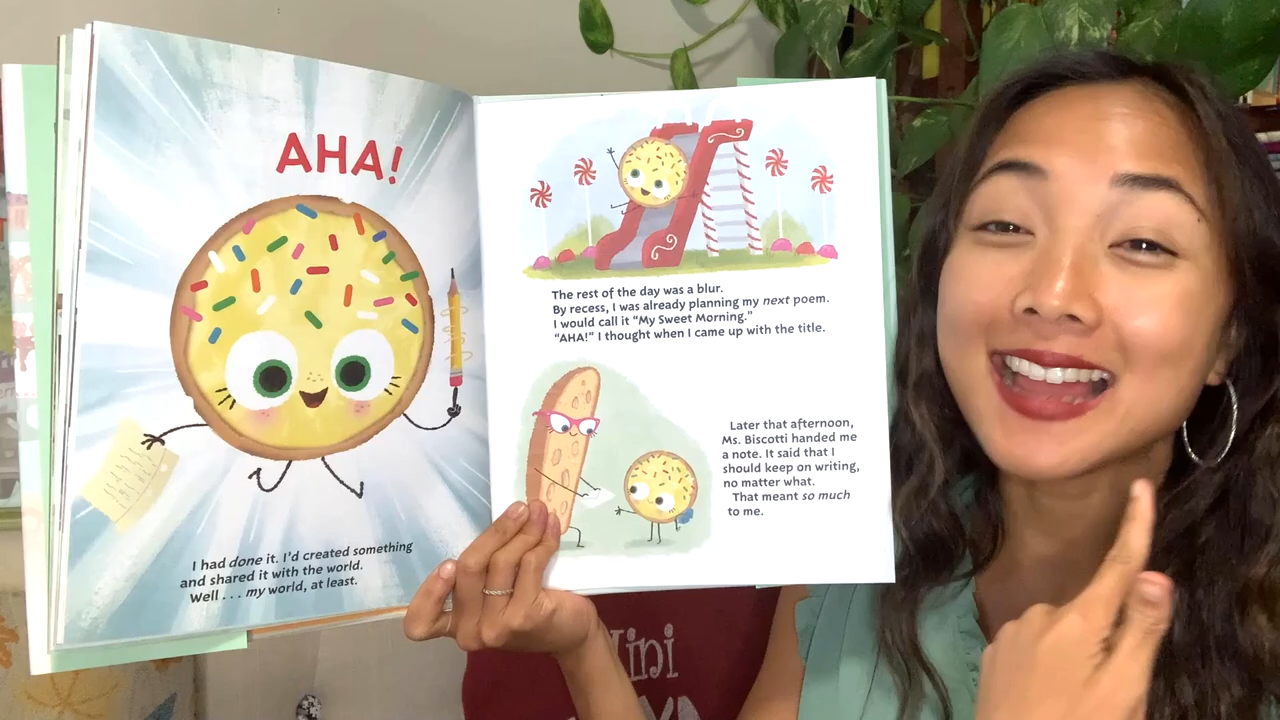 AHA!
I had done it. I'd created something
and shared it with the world.
Well . . . my world, at least.
The rest of the day was a blur.
By recess, I was already planning my next poem.
I would call it "My Sweet Morning."
"AHA!" I thought when I came up with the title.
Later that afternoon,
Ms. Biscotti handed me
a note. It said that I
should keep on writing,
no matter what.
That meant so much
to me.